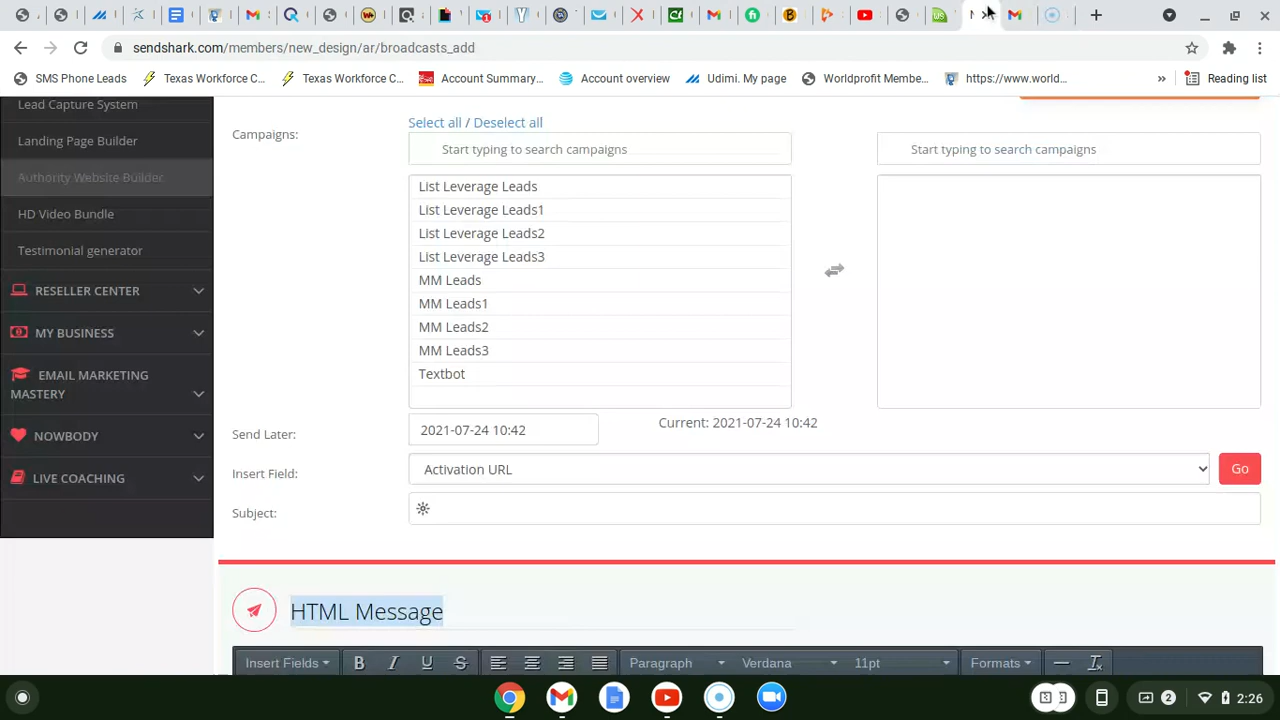 sendshark.com/members/new_design/ar/broadcasts_add
SMS Phone Leads
Texas Workforce C...
Texas Workforce C...
Account Summary...
Account overview
Udimi. My page
Worldprofit Membe...
https://www.world...
»
Reading list
Lead Capture System
Landing Page Builder
Authority Website Builder
HD Video Bundle
Testimonial generator
RESELLER CENTER
MY BUSINESS
EMAIL MARKETING
MASTERY
NOWBODY
LIVE COACHING
Campaigns:
Select all / Deselect all
Start typing to search campaigns
Start typing to search campaigns
List Leverage Leads
List Leverage Leads1
List Leverage Leads2
List Leverage Leads3
MM Leads
MM Leads1
MM Leads2
MM Leads3
Textbot
Send Later:
2021-07-24 10:42
Current: 2021-07-24 10:42
Insert Field:
Activation URL
Go
Subject:
HTML Message
Insert Fields
B
I
U
S
Paragraph
Verdana
11pt
Formats
2
2:26